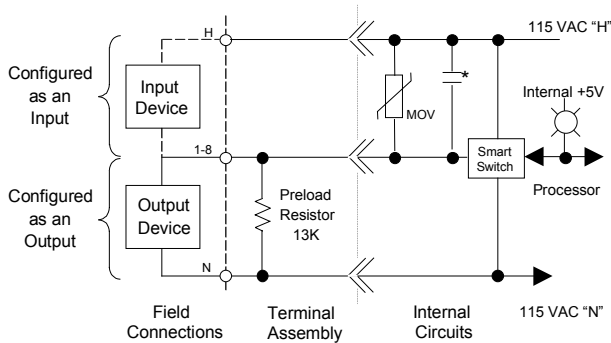 H
115 VAC "H"
Configured
as an
Input
Input
Device
MOV
*
Internal +5V
1-8
Smart
Switch
Processor
Configured
as an
Output
Output
Device
Preload
Resistor
13K
N
115 VAC "N"
Field
Connections
Terminal
Assembly
Internal
Circuits